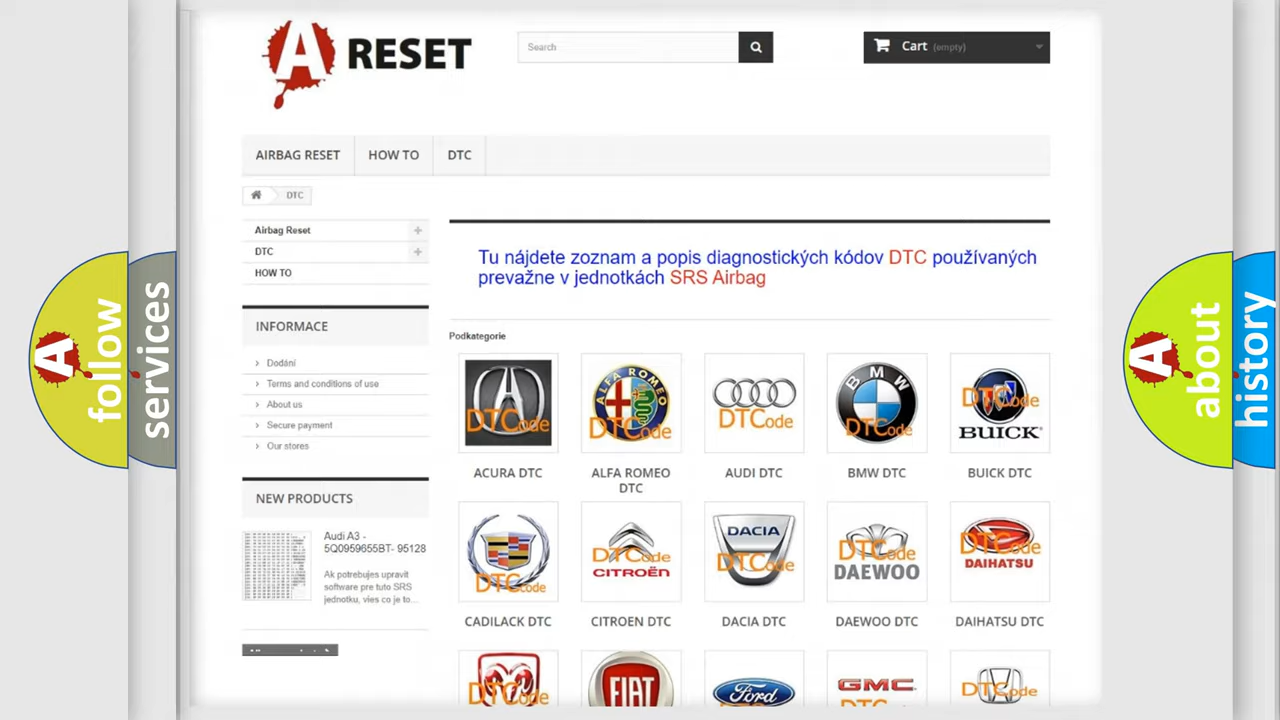 A RESET
Search
Cart (empty)
AIRBAG RESET
HOW TO
DTC
DTC
Airbag Reset
DTC
HOW TO
INFORMACE
Dodání
Terms and conditions of use
About us
Secure payment
Our stores
NEW PRODUCTS
Audi A3 -
5Q0959655BT- 95128
Ak potrebujes upravit
software pre tuto SRS
jednotku, vies co je to...
Tu nájdete zoznam a popis diagnostických kódov DTC používaných
prevažne v jednotkách SRS Airbag
Podkategorie
DTCode
ALFA ROMEO
DTCode
DTCode
BMW
DTCode
DTCode
BUICK
ACURA DTC
ALFA ROMEO
DTC
AUDI DTC
BMW DTC
BUICK DTC
DTCode
DTCode
CITROËN
DACIA
DTCode
DTCode
DAEWOO
DTCode
DAIHATSU
CADILACK DTC
CITROEN DTC
DACIA DTC
DAEWOO DTC
DAIHATSU DTC
DTCode
FIAT
Ford
GMC
DTCode
A follow
services
A about
history